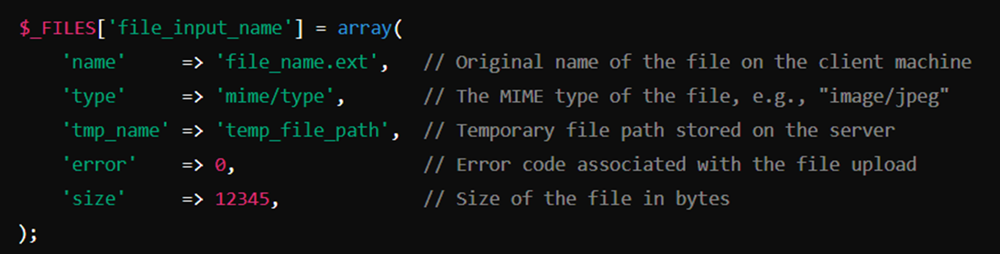 $_FILES['file_input_name'] = array(
    'name'     => 'file_name.ext',   // Original name of the file on the client machine
    'type'     => 'mime/type',       // The MIME type of the file, e.g., "image/jpeg"
    'tmp_name' => 'temp_file_path',  // Temporary file path stored on the server
    'error'    => 0,                 // Error code associated with the file upload
    'size'     => 12345,             // Size of the file in bytes
);